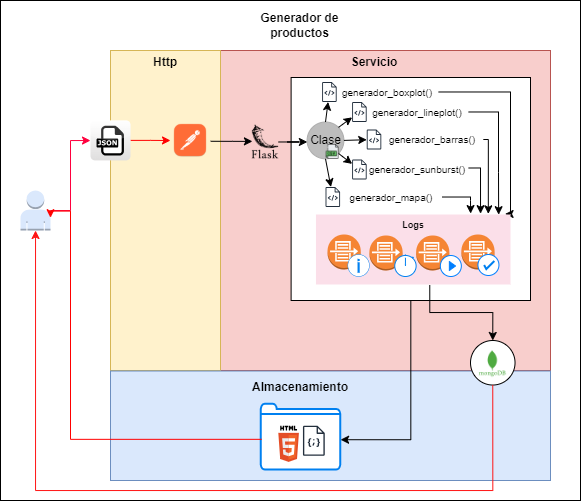 Generador de
productos
Http
Servicio
generador_boxplot()
generador_lineplot()
JSON
Flask
Clase
generador_barras()
generador_sunburst()
generador_mapa()
Logs
mongoDB
Almacenamiento
HTML
5